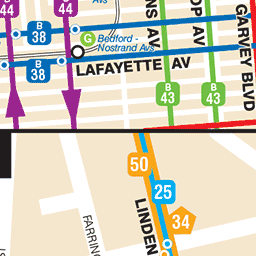 44
44
B
38
B
38
G
Bedford -
Nostrand Avs
LAFAYETTE AV
NS AV
OP AV
GARVEY BLVD
B
43
B
43
50
25
34
LINDEN
FARRING